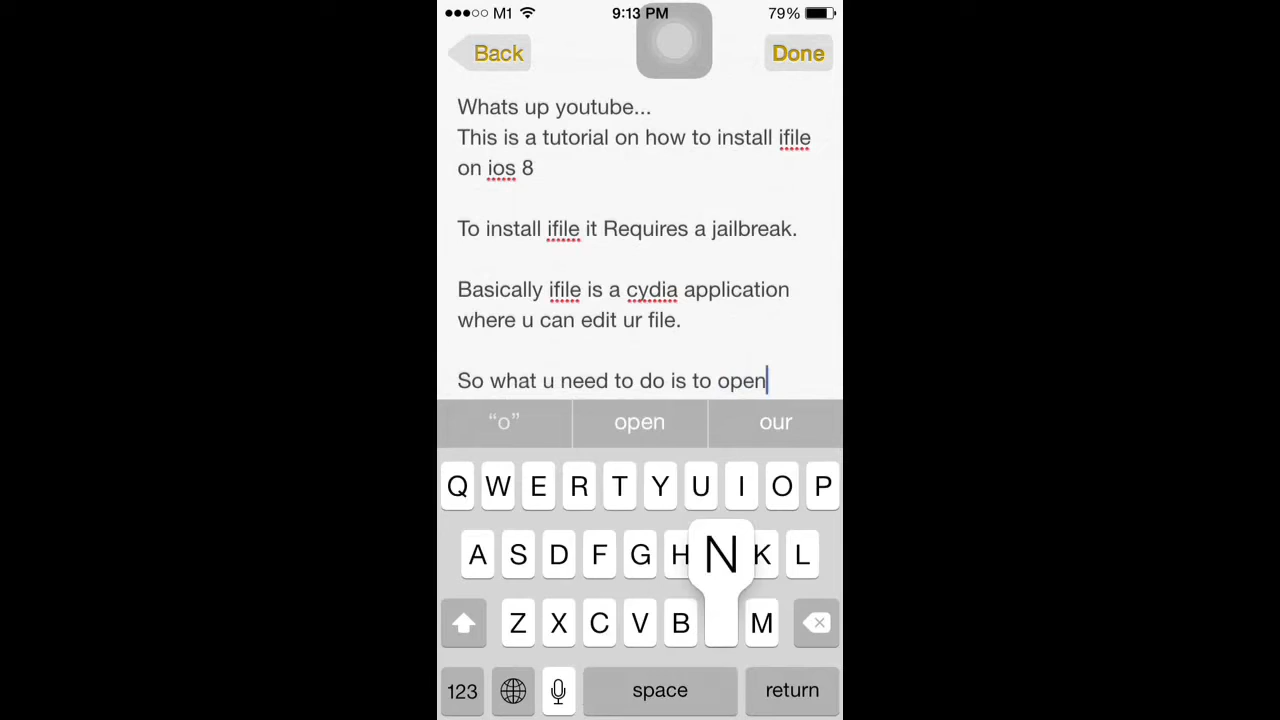 M1 9:13 PM 79%
Back Done
Whats up youtube...
This is a tutorial on how to install ifile
on ios 8
To install ifile it Requires a jailbreak.
Basically ifile is a cydia application
where u can edit ur file.
So what u need to do is to open
“o” open our
Q W E R T Y U I O P
A S D F G H N K L
Z X C V B M
123 space return